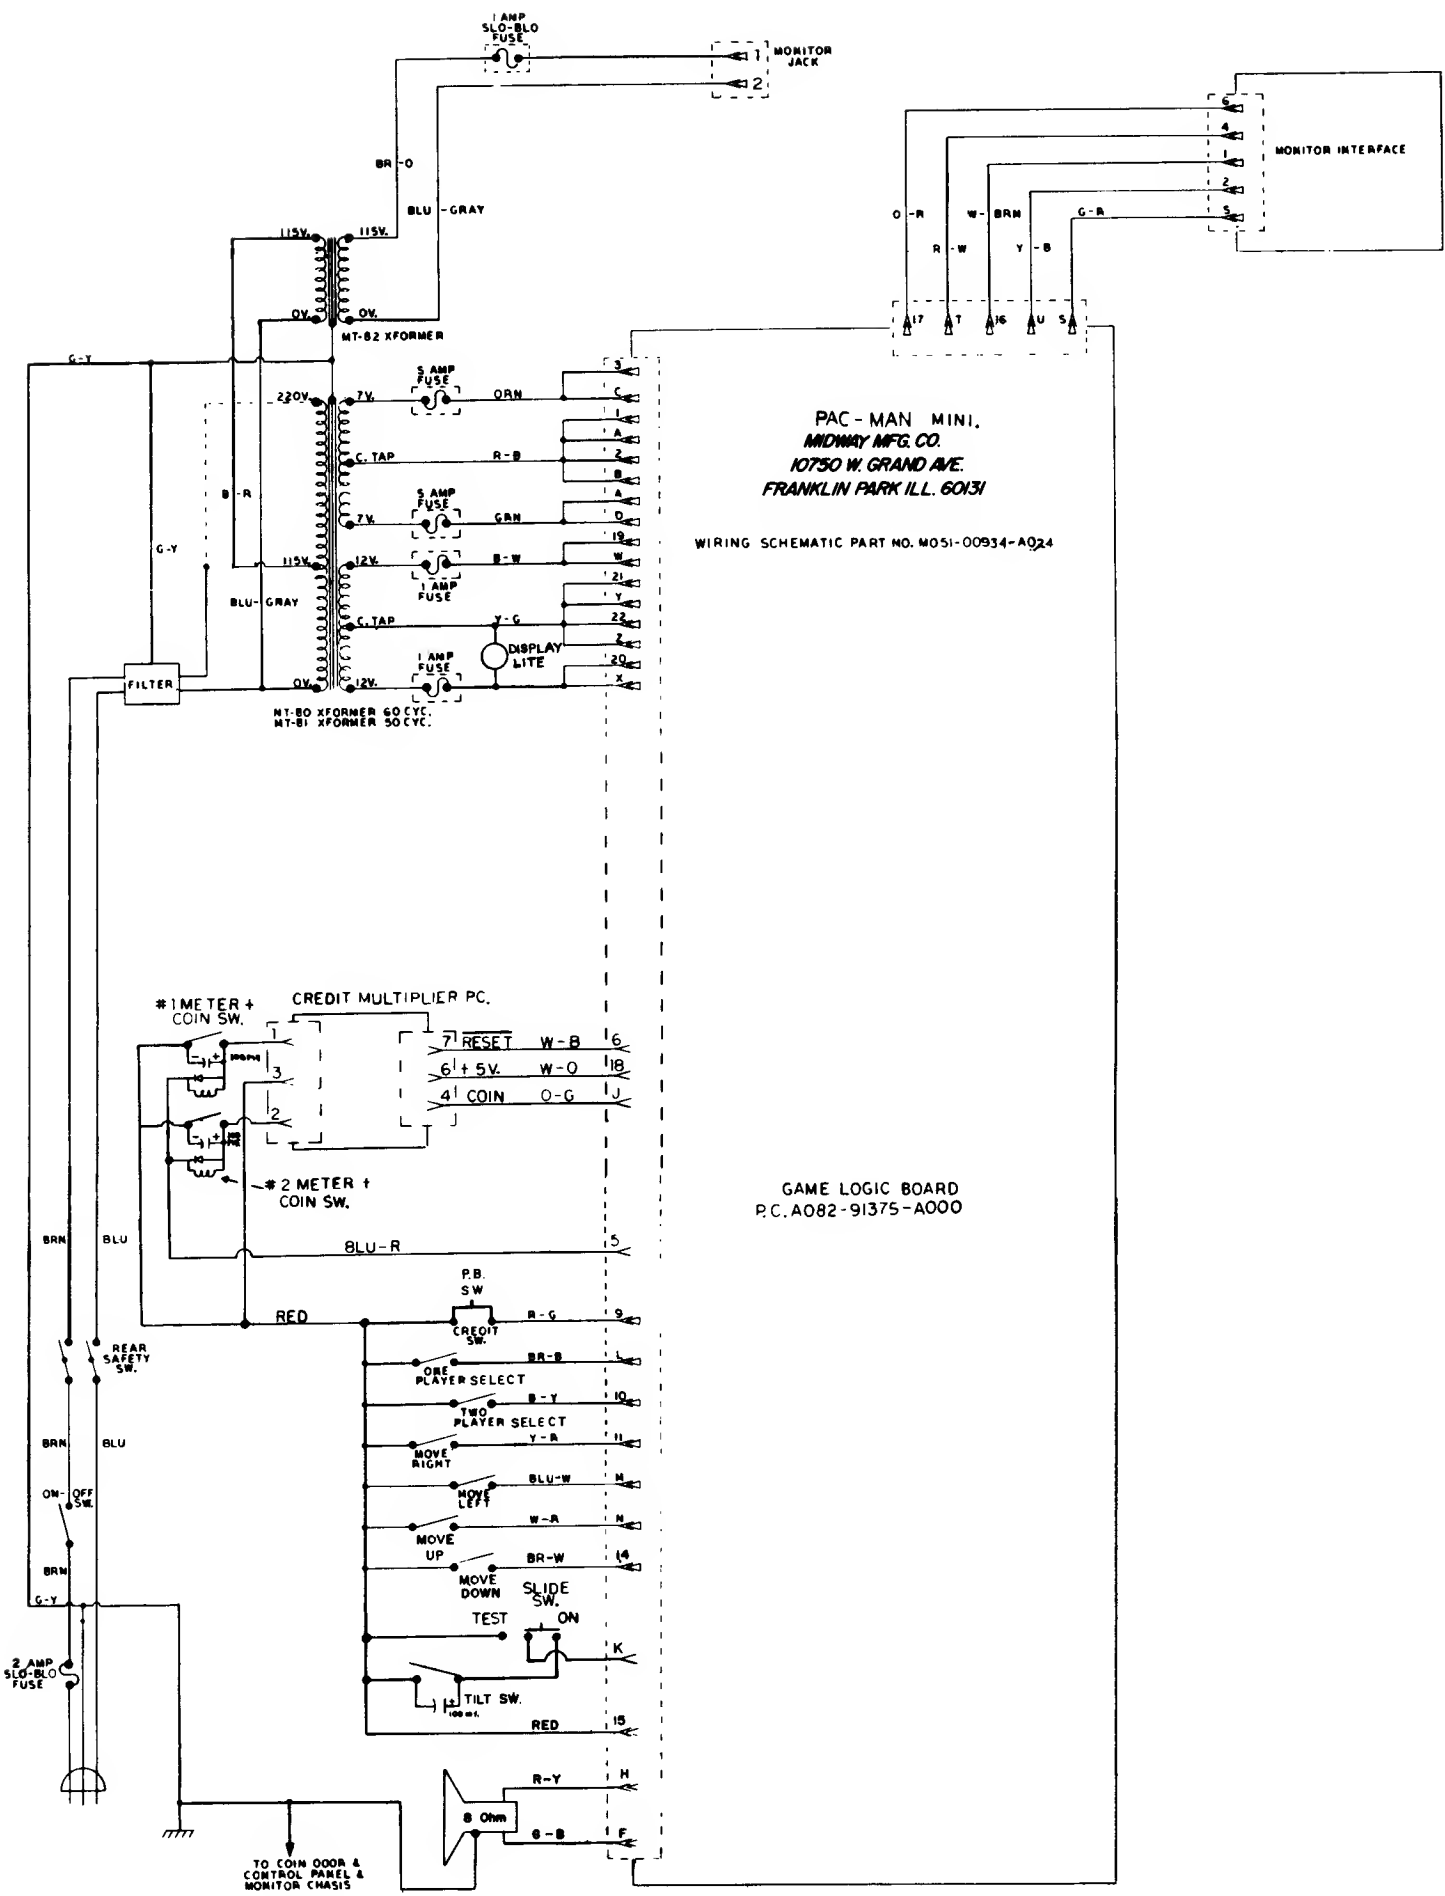 1 AMP
SLO-BLO
FUSE
1
MONITOR
JACK
2
6
4
1
MONITOR INTERFACE
2
5
BR-O
BLU-GRAY
O-R
W-BRN
G-R
R-W
Y-B
115V.
115V.
0V.
0V.
MT-82 XFORMER
17
T
16
U
S
G-Y
220V.
7V.
5 AMP
FUSE
ORN
3
C
1
A
C. TAP
R-B
2
B
B-R
5 AMP
FUSE
7V.
GRN
A
D
G-Y
19
115V.
12V.
B-W
W
1 AMP
FUSE
21
BLU-GRAY
Y
C. TAP
Y-G
22
DISPLAY
LITE
Z
1 AMP
FUSE
20
FILTER
0V.
12V.
X
MT-80 XFORMER 60 CYC.
MT-81 XFORMER 50 CYC.
PAC-MAN MINI.
MIDWAY MFG. CO.
10750 W. GRAND AVE.
FRANKLIN PARK ILL. 60131
WIRING SCHEMATIC PART NO. M051-00934-A024
#1 METER +
COIN SW.
CREDIT MULTIPLIER PC.
1
7
RESET
W-B
6
- +
3
6
+5V.
W-O
18
4
COIN
O-G
J
2
- +
#2 METER +
COIN SW.
GAME LOGIC BOARD
P.C. A082-91375-A000
BRN
BLU
BLU-R
5
P.B.
SW
RED
R-G
9
CREDIT
SW.
REAR
SAFETY
SW.
BR-B
L
ONE
PLAYER SELECT
B-Y
10
TWO
PLAYER SELECT
BRN
BLU
Y-R
11
MOVE
RIGHT
BLU-W
M
MOVE
LEFT
ON-OFF
SW.
W-R
N
MOVE
UP
BRN
BR-W
14
MOVE
DOWN
SLIDE
SW.
G-Y
TEST
ON
K
2 AMP
SLO-BLO
FUSE
TILT SW.
+
100 mf.
RED
15
R-Y
H
8 Ohm
G-B
F
TO COIN DOOR &
CONTROL PANEL &
MONITOR CHASIS